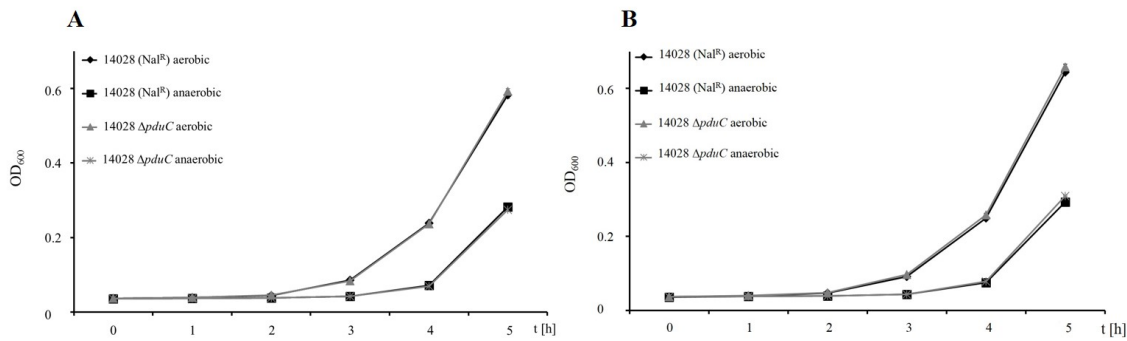 A
14028 (Nalᴿ) aerobic
14028 (Nalᴿ) anaerobic
14028 ΔpduC aerobic
14028 ΔpduC anaerobic
OD₆₀₀
0.6
0.4
0.2
0
0 1 2 3 4 5 t [h]
B
14028 (Nalᴿ) aerobic
14028 (Nalᴿ) anaerobic
14028 ΔpduC aerobic
14028 ΔpduC anaerobic
OD₆₀₀
0.6
0.4
0.2
0
0 1 2 3 4 5 t [h]